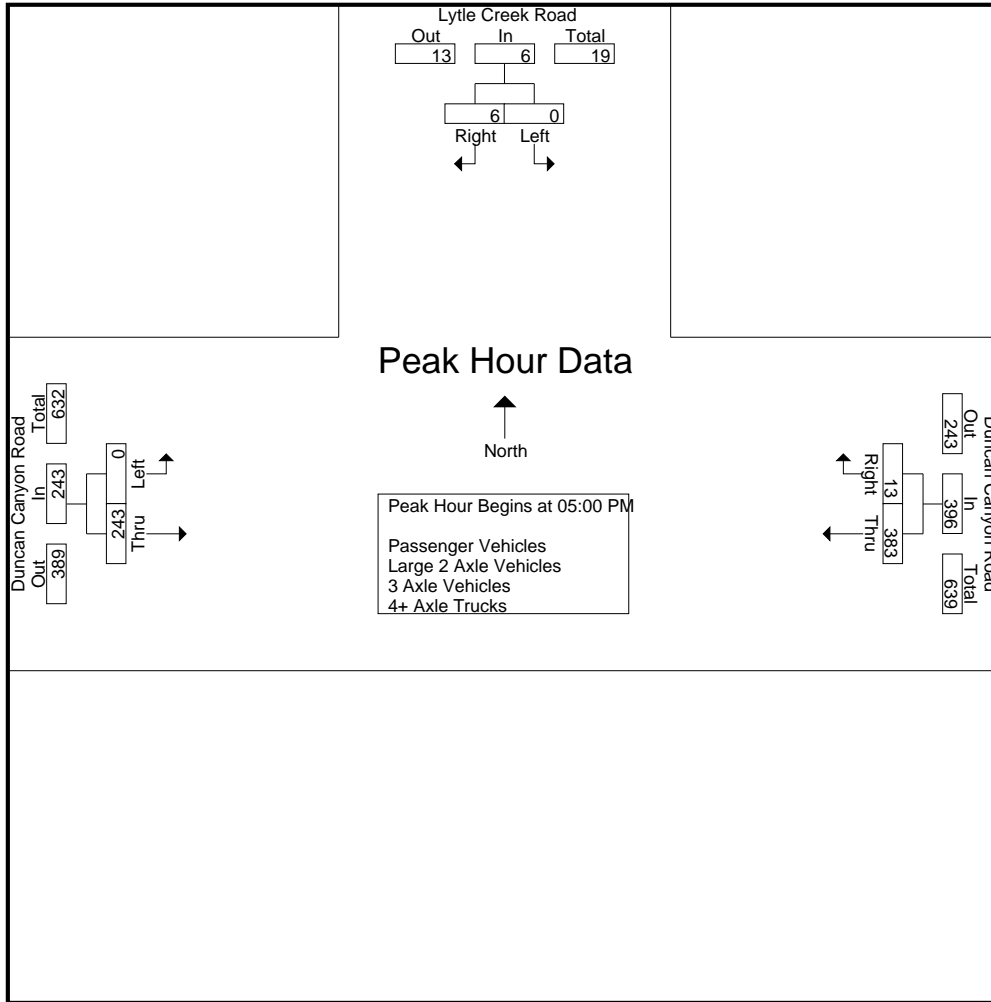 Lytle Creek Road
Out In Total
13 6 19
6 0
Right Left
Peak Hour Data
North
Peak Hour Begins at 05:00 PM
Passenger Vehicles
Large 2 Axle Vehicles
3 Axle Vehicles
4+ Axle Trucks
Duncan Canyon Road
Out In Total
389 243 632
0 243
Left Thru
Duncan Canyon Road
Out In Total
243 396 639
13 383
Right Thru